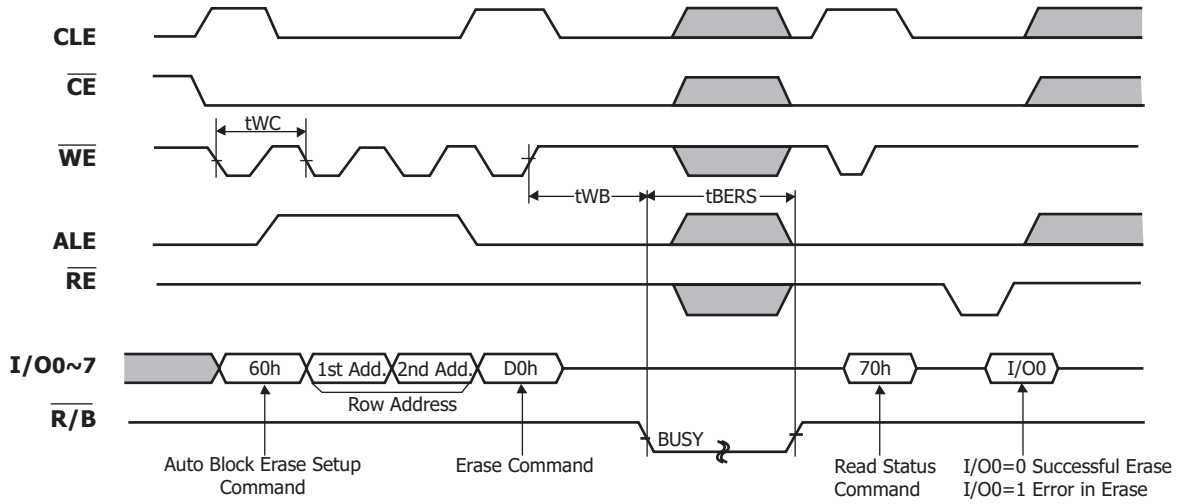 CLE
CE
tWC
WE
tWB
tBERS
ALE
RE
I/O0~7
60h
1st Add.
2nd Add.
D0h
70h
I/O0
Row Address
R/B
BUSY
Auto Block Erase Setup
Command
Erase Command
Read Status
Command
I/O0=0 Successful Erase
I/O0=1 Error in Erase